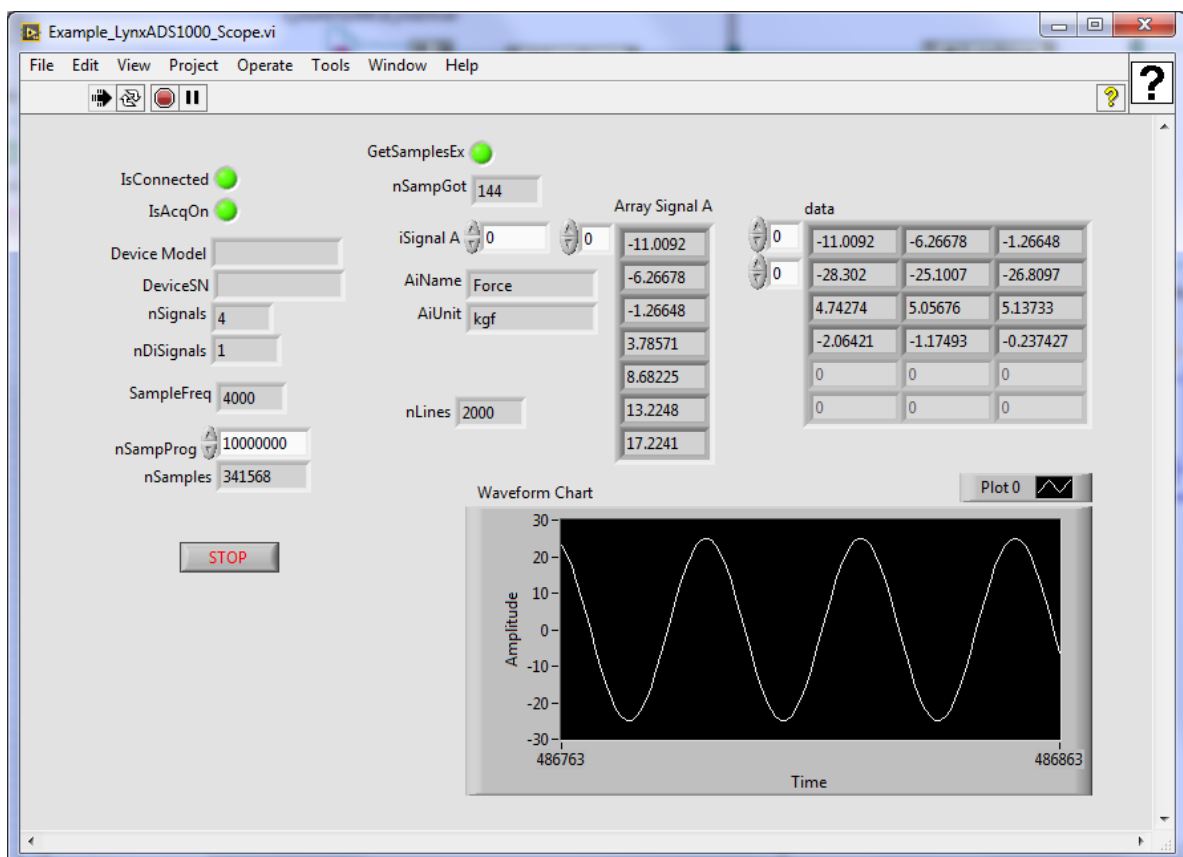 Example_LynxADS1000_Scope.vi
File Edit View Project Operate Tools Window Help
GetSamplesEx
IsConnected
nSampGot 144
IsAcqOn
Array Signal A
data
iSignal A 0 0
Device Model
DeviceSN
AiName Force
nSignals 4
AiUnit kgf
nDiSignals 1
SampleFreq 4000
nLines 2000
nSampProg 10000000
nSamples 341568
STOP
-11.0092
-6.26678
-1.26648
3.78571
8.68225
13.2248
17.2241
0 -11.0092 -6.26678 -1.26648
0 -28.302 -25.1007 -26.8097
4.74274 5.05676 5.13733
-2.06421 -1.17493 -0.237427
0 0 0
0 0 0
Waveform Chart
Plot 0
Amplitude
30
20
10
0
-10
-20
-30
486763 486863
Time